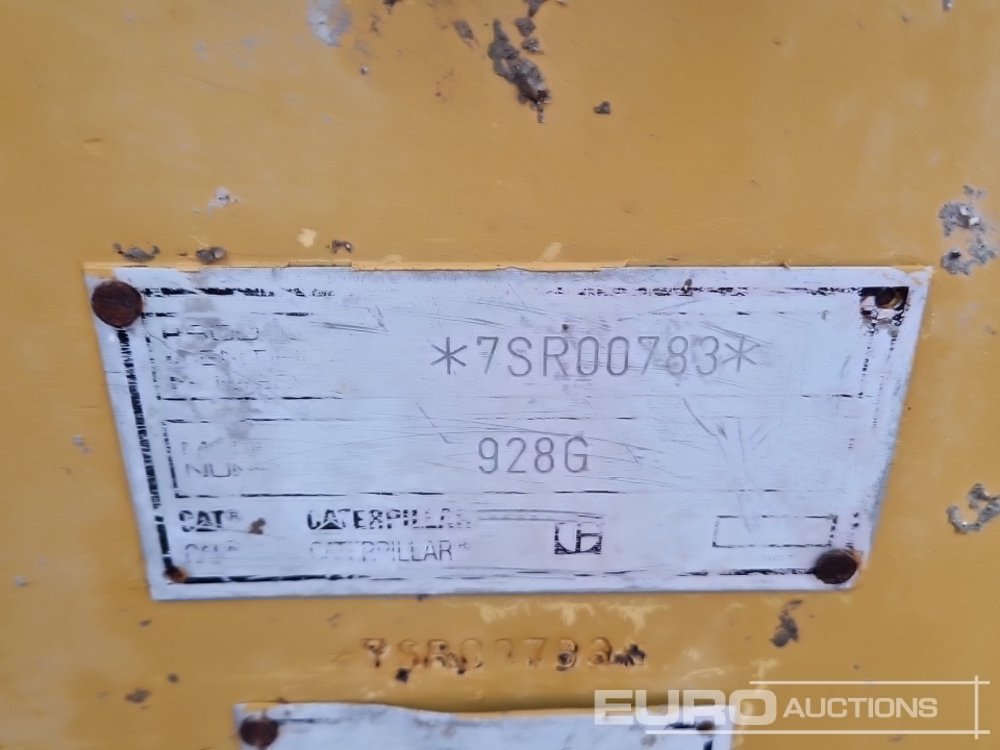 *7SR00783*
928G
CAT® CATERPILLAR
CATERPILLAR®
7SR00783*
EURO AUCTIONS